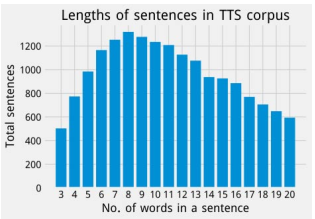 Lengths of sentences in TTS corpus
Total sentences
1200
1000
800
600
400
200
0
3 4 5 6 7 8 9 10 11 12 13 14 15 16 17 18 19 20
No. of words in a sentence